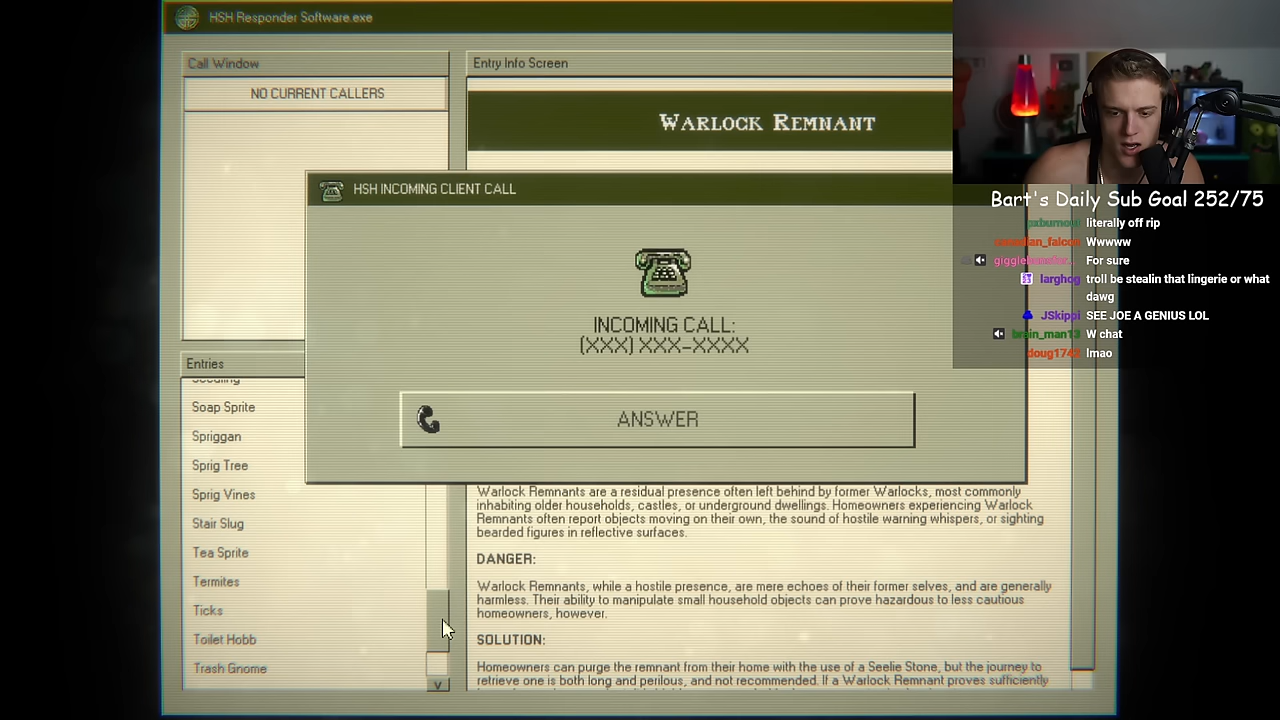 HSH Responder Software.exe
Call Window
NO CURRENT CALLERS
Entry Info Screen
WARLOCK REMNANT
HSH INCOMING CLIENT CALL
INCOMING CALL:
(XXX) XXX-XXXX
ANSWER
Entries
Seedling
Soap Sprite
Spriggan
Sprig Tree
Sprig Vines
Stair Slug
Tea Sprite
Termites
Ticks
Toilet Hobb
Trash Gnome
V
Warlock Remnants are a residual presence often left behind by former Warlocks, most commonly
inhabiting older households, castles, or underground dwellings. Homeowners experiencing Warlock
Remnants often report objects moving on their own, the sound of hostile warning whispers, or sighting
bearded figures in reflective surfaces.
DANGER:
Warlock Remnants, while a hostile presence, are mere echoes of their former selves, and are generally
harmless. Their ability to manipulate small household objects can prove hazardous to less cautious
homeowners, however.
SOLUTION:
Homeowners can purge the remnant from their home with the use of a Seelie Stone, but the journey to
retrieve one is both long and perilous, and not recommended. If a Warlock Remnant proves sufficiently
Bart's Daily Sub Goal 252/75
literally off rip
Wwwww
For sure
larghog troll be stealin that lingerie or what
dawg
JSkippi SEE JOE A GENIUS LOL
brain_man13 W chat
lmao